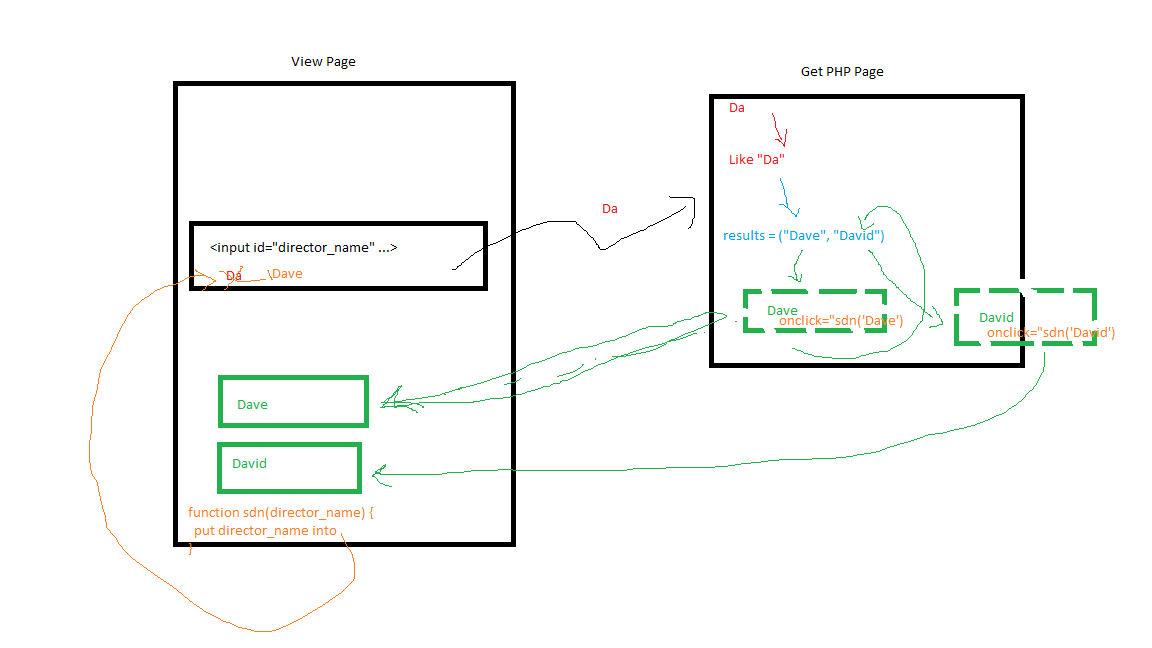 View Page
<input id="director_name" ...>
Da
Dave
Dave
David
function sdn(director_name) {
put director_name into
}
Da
Get PHP Page
Da
Like "Da"
results = ("Dave", "David")
Dave
onclick="sdn('Dave')
David
onclick="sdn('David')